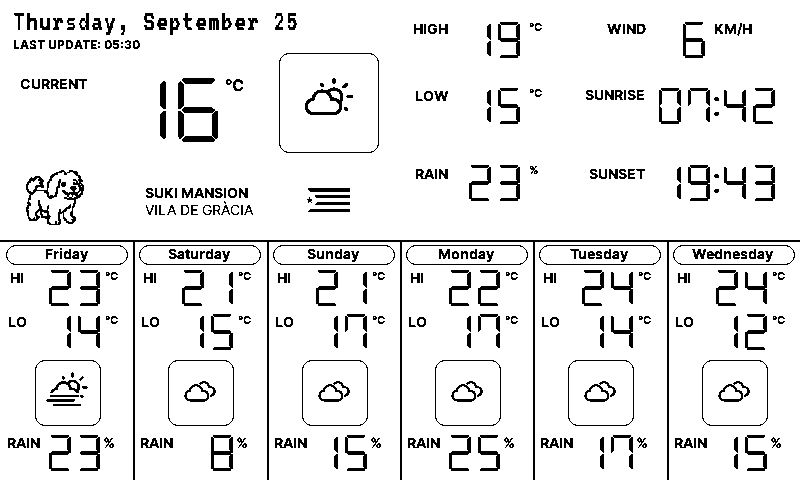 Thursday, September 25
LAST UPDATE: 05:30
CURRENT 16 °C
HIGH 19 °C
WIND 6 KM/H
LOW 15 °C
SUNRISE 07:42
RAIN 23 %
SUNSET 19:43
SUKI MANSION
VILA DE GRÀCIA
Friday
HI 23 °C
LO 14 °C
RAIN 23 %
Saturday
HI 21 °C
LO 15 °C
RAIN 8 %
Sunday
HI 21 °C
LO 17 °C
RAIN 15 %
Monday
HI 22 °C
LO 17 °C
RAIN 25 %
Tuesday
HI 24 °C
LO 14 °C
RAIN 17 %
Wednesday
HI 24 °C
LO 12 °C
RAIN 15 %